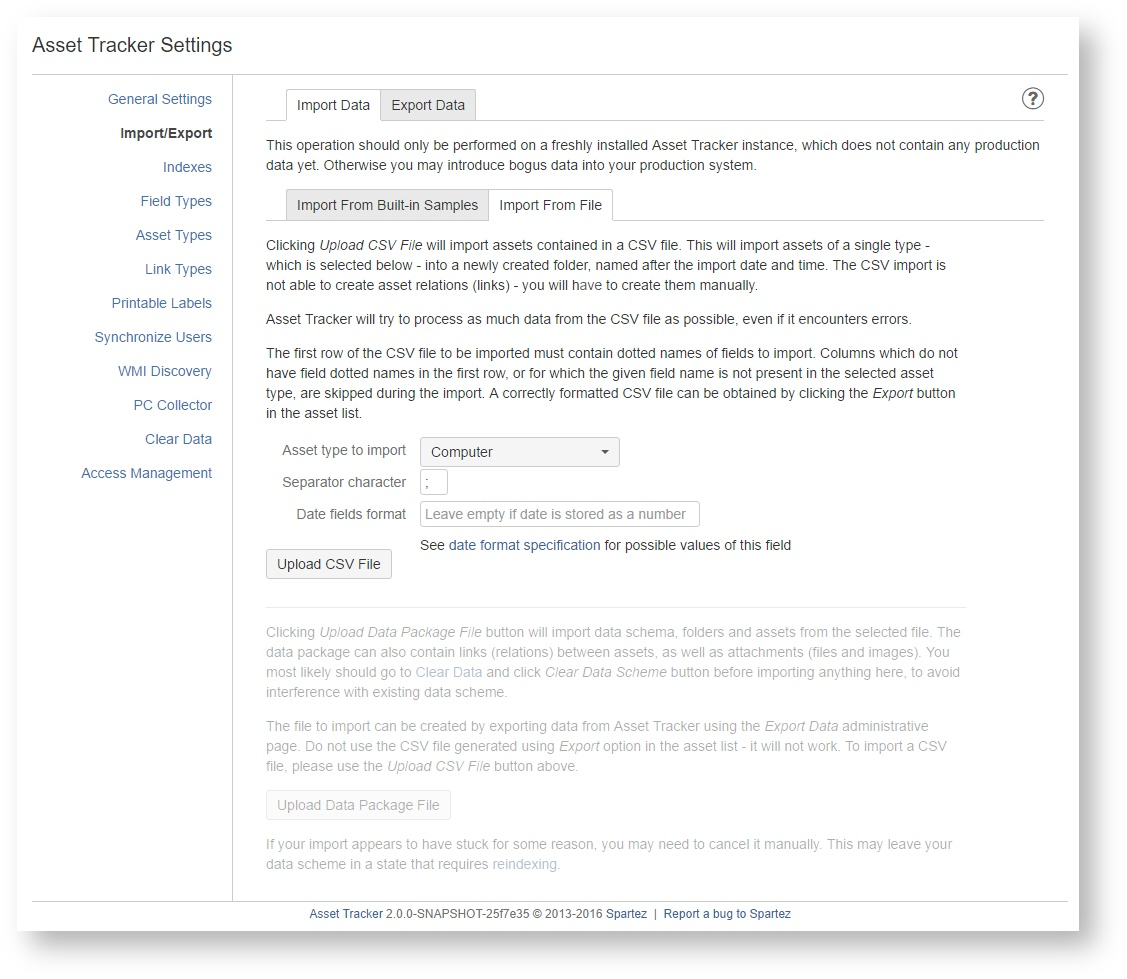 Asset Tracker Settings
General Settings
Import/Export
Indexes
Field Types
Asset Types
Link Types
Printable Labels
Synchronize Users
WMI Discovery
PC Collector
Clear Data
Access Management
Import Data
Export Data
?
This operation should only be performed on a freshly installed Asset Tracker instance, which does not contain any production
data yet. Otherwise you may introduce bogus data into your production system.
Import From Built-in Samples
Import From File
Clicking Upload CSV File will import assets contained in a CSV file. This will import assets of a single type -
which is selected below - into a newly created folder, named after the import date and time. The CSV import is
not able to create asset relations (links) - you will have to create them manually.
Asset Tracker will try to process as much data from the CSV file as possible, even if it encounters errors.
The first row of the CSV file to be imported must contain dotted names of fields to import. Columns which do not
have field dotted names in the first row, or for which the given field name is not present in the selected asset
type, are skipped during the import. A correctly formatted CSV file can be obtained by clicking the Export button
in the asset list.
Asset type to import
Computer
Separator character
;
Date fields format
Leave empty if date is stored as a number
See date format specification for possible values of this field
Upload CSV File
Clicking Upload Data Package File button will import data schema, folders and assets from the selected file. The
data package can also contain links (relations) between assets, as well as attachments (files and images). You
most likely should go to Clear Data and click Clear Data Scheme button before importing anything here, to avoid
interference with existing data scheme.
The file to import can be created by exporting data from Asset Tracker using the Export Data administrative
page. Do not use the CSV file generated using Export option in the asset list - it will not work. To import a CSV
file, please use the Upload CSV File button above.
Upload Data Package File
If your import appears to have stuck for some reason, you may need to cancel it manually. This may leave your
data scheme in a state that requires reindexing.
Asset Tracker 2.0.0-SNAPSHOT-25f7e35 © 2013-2016 Spartez | Report a bug to Spartez